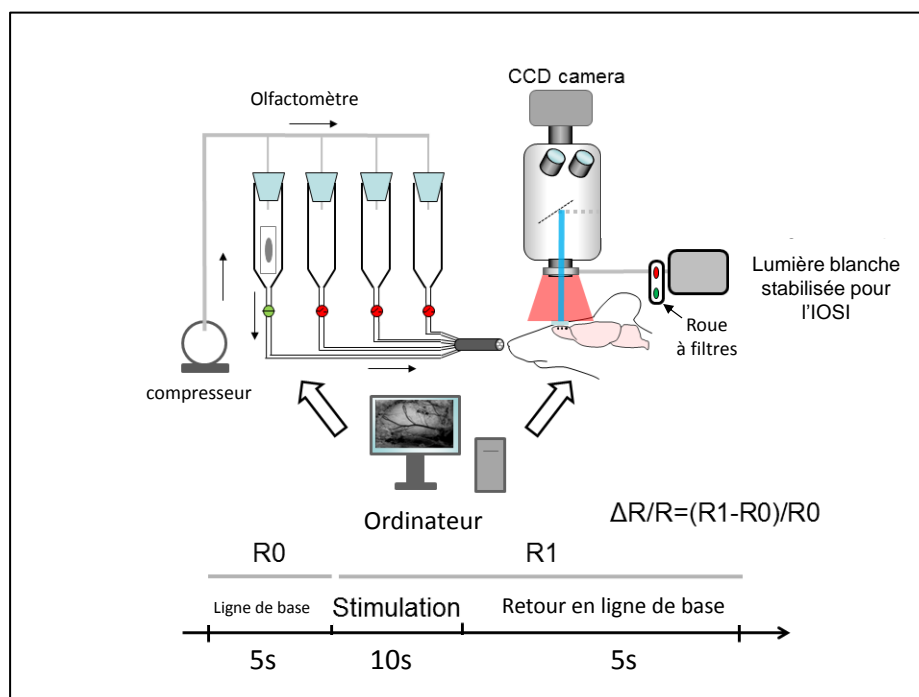 CCD camera
Olfactomètre
Lumière blanche
stabilisée pour
l'IOSI
Roue
à filtres
compresseur
Ordinateur
ΔR/R=(R1-R0)/R0
R0
R1
Ligne de base
Stimulation
Retour en ligne de base
5s
10s
5s